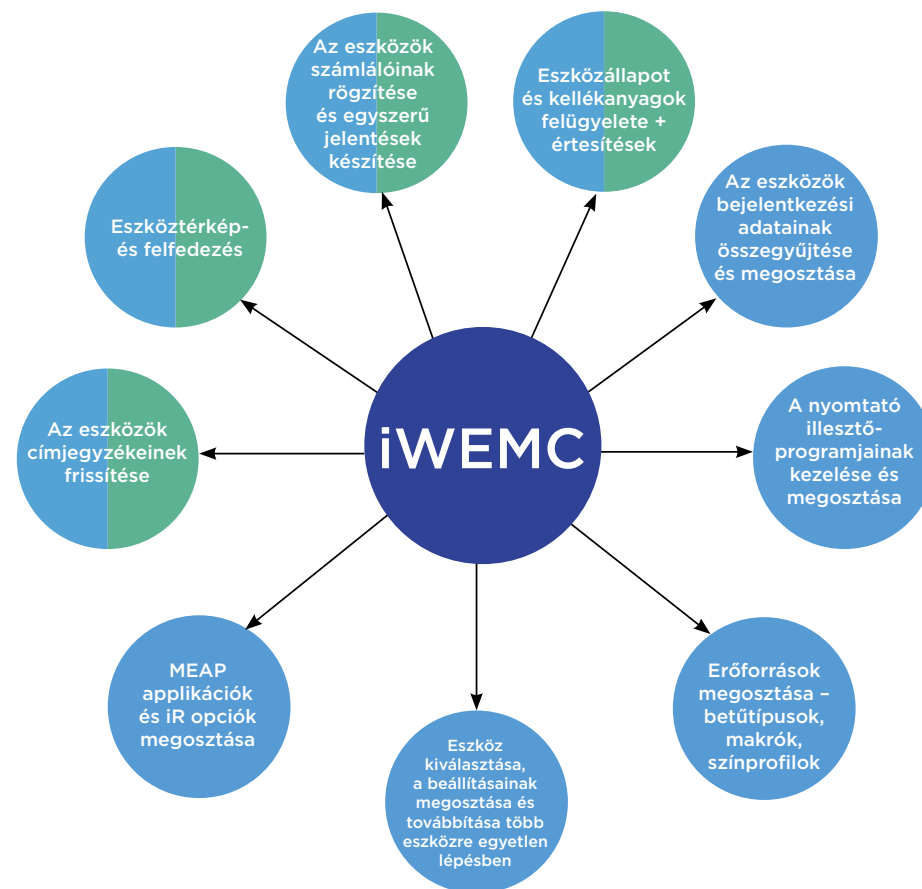 Az eszközök
számlálóinak
rögzítése
és egyszerű
jelentések
készítése
Eszközállapot
és kellékanyagok
felügyelete +
értesítések
Eszköztérkép-
és felfedezés
Az eszközök
bejelentkezési
adatainak
összegyűjtése
és megosztása
iWEMC
Az eszközök
címjegyzékeinek
frissítése
A nyomtató
illesztő-
programjainak
kezelése és
megosztása
MEAP
applikációk
és iR opciók
megosztása
Eszköz
kiválasztása,
a beállításainak
megosztása és
továbbítása több
eszközre egyetlen
lépésben
Erőforrások
megosztása –
betűtípusok,
makrók,
színprofilok